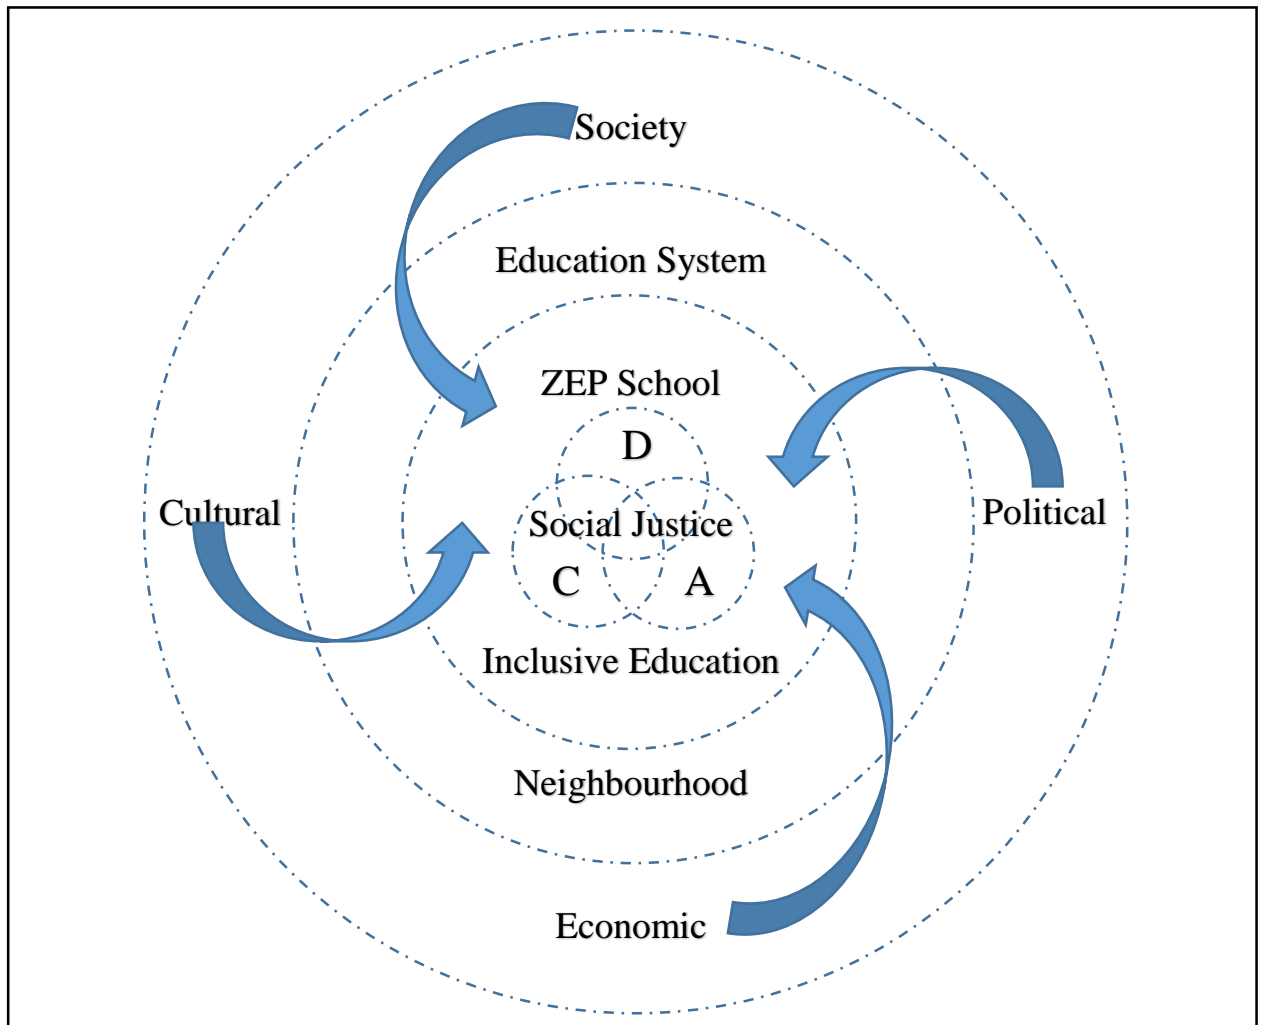 Society
Education System
ZEP School
D
Cultural
Social Justice
Political
C
A
Inclusive Education
Neighbourhood
Economic